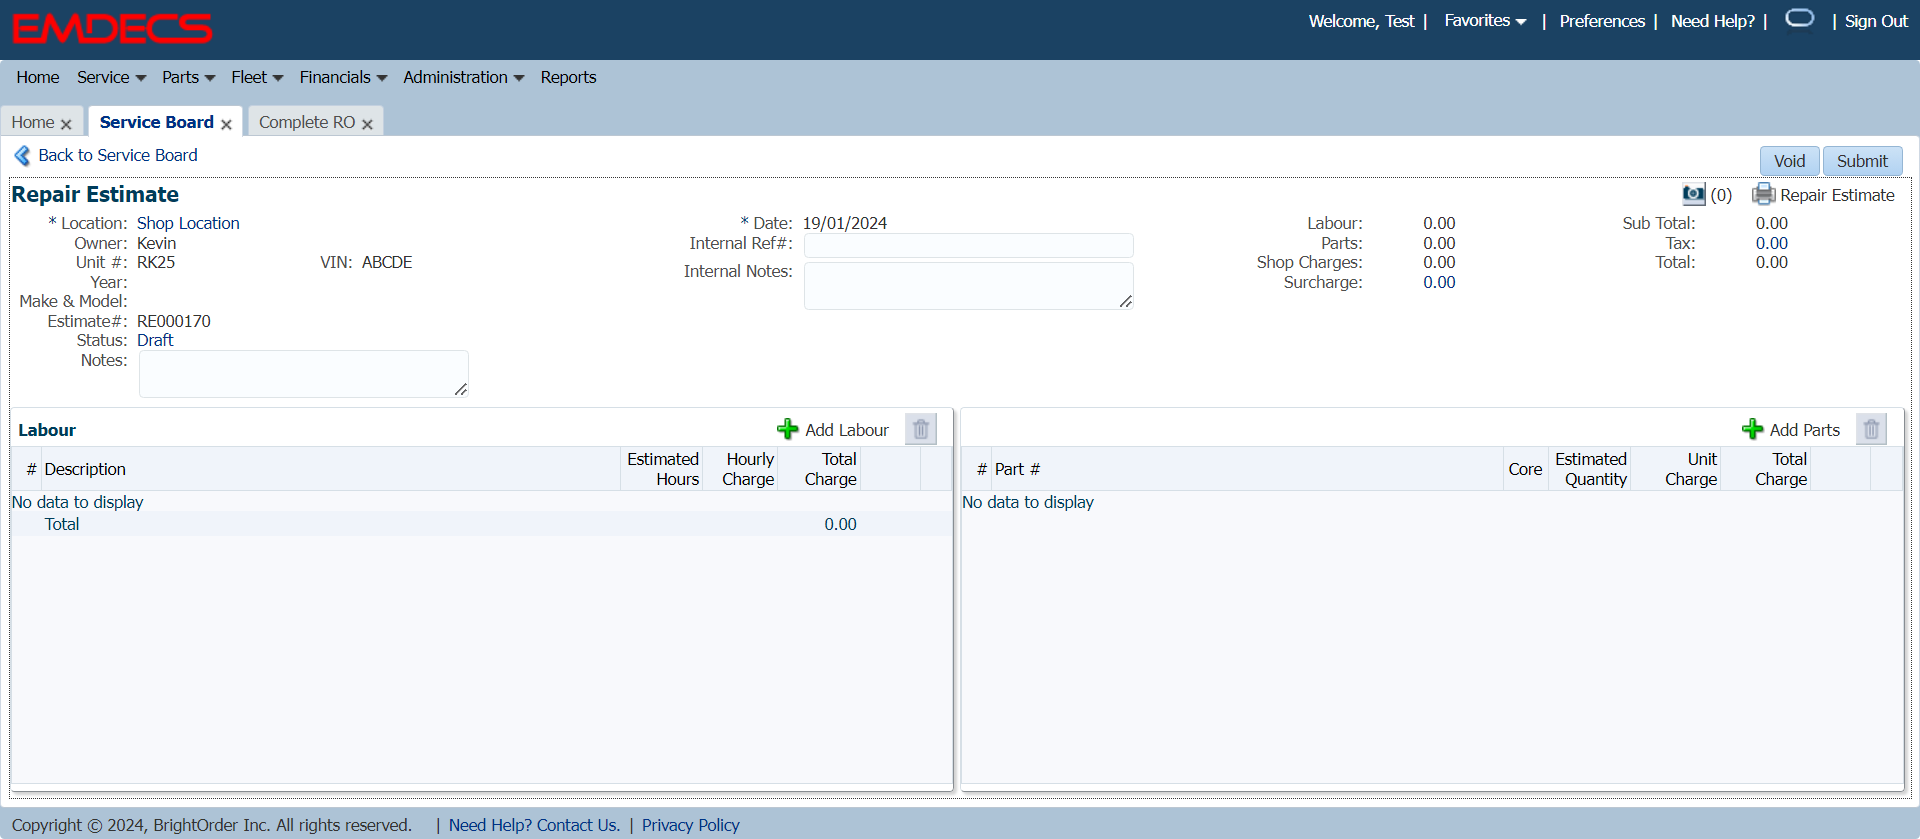 EMDECS
Welcome, Test | Favorites | Preferences | Need Help? | | Sign Out
Home Service Parts Fleet Financials Administration Reports
Home Service Board Complete RO
Back to Service Board
Void Submit
Repair Estimate
(0) Repair Estimate
* Location: Shop Location
Owner: Kevin
Unit #: RK25 VIN: ABCDE
Year:
Make & Model:
Estimate#: RE000170
Status: Draft
Notes:
* Date: 19/01/2024
Internal Ref#:
Internal Notes:
Labour: 0.00
Parts: 0.00
Shop Charges: 0.00
Surcharge: 0.00
Sub Total: 0.00
Tax: 0.00
Total: 0.00
Labour
Add Labour
# Description Estimated Hours Hourly Charge Total Charge
No data to display
Total 0.00
Add Parts
# Part # Core Estimated Quantity Unit Charge Total Charge
No data to display
Copyright © 2024, BrightOrder Inc. All rights reserved. | Need Help? Contact Us. | Privacy Policy